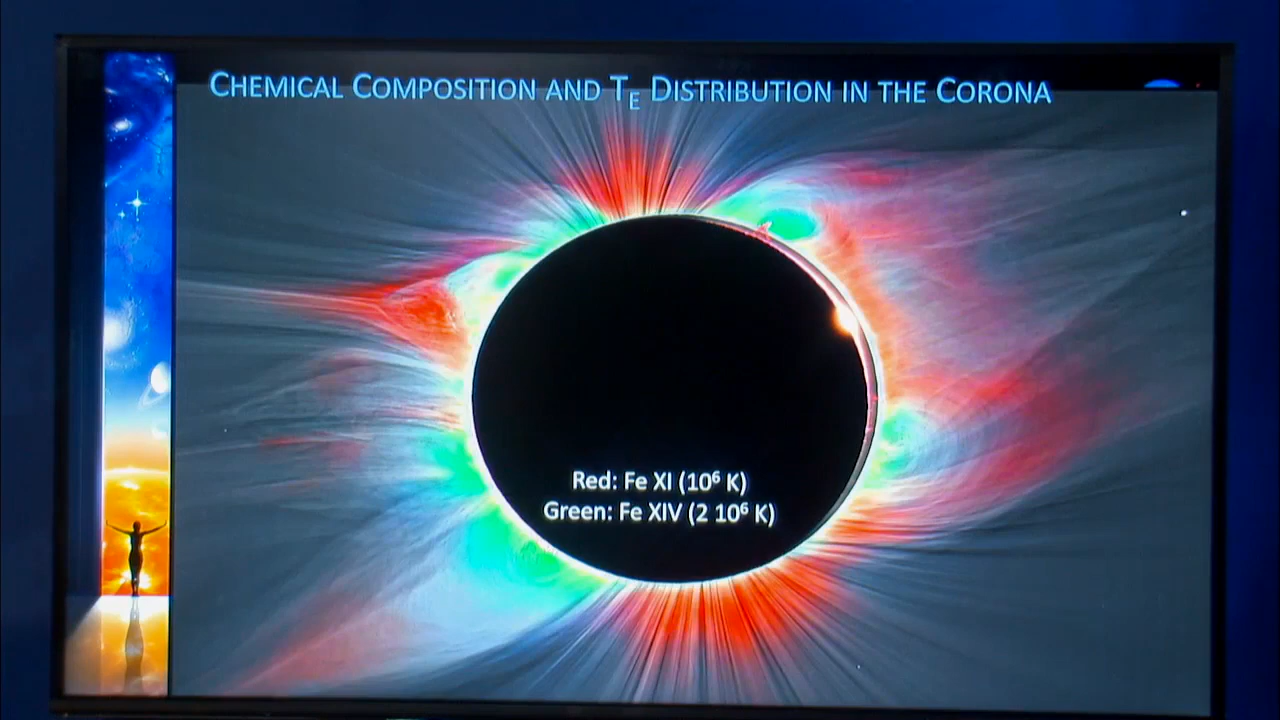 CHEMICAL COMPOSITION AND TE DISTRIBUTION IN THE CORONA
Red: Fe XI (10⁶ K)
Green: Fe XIV (2 10⁶ K)